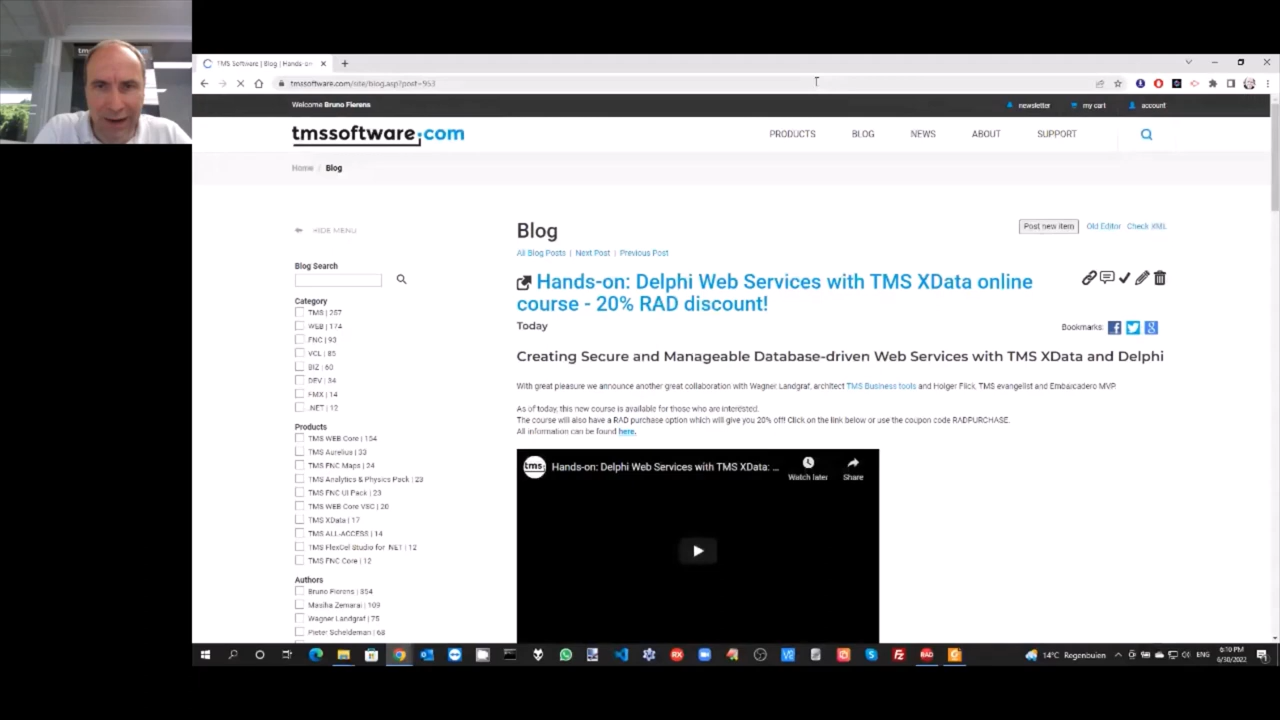 TMS Software | Blog | Hands-on
tmssoftware.com/site/blog.asp?post=953
Welcome Bruno Fierens
newsletter
my cart
account
tmssoftware.com
PRODUCTS
BLOG
NEWS
ABOUT
SUPPORT
Home / Blog
HIDE MENU
Blog Search
Category
TMS | 257
WEB | 174
FNC | 93
VCL | 85
BIZ | 60
DEV | 34
FMX | 14
.NET | 12
Products
TMS WEB Core | 154
TMS Aurelius | 33
TMS FNC Maps | 24
TMS Analytics & Physics Pack | 23
TMS FNC UI Pack | 23
TMS WEB Core VSC | 20
TMS XData | 17
TMS ALL-ACCESS | 14
TMS FlexCel Studio for .NET | 12
TMS FNC Core | 12
Authors
Bruno Fierens | 354
Masiha Zemarai | 109
Wagner Landgraf | 75
Pieter Scheldeman | 68
Blog
Post new item
Old Editor
Check XML
All Blog Posts | Next Post | Previous Post
Hands-on: Delphi Web Services with TMS XData online
course - 20% RAD discount!
Today
Bookmarks:
Creating Secure and Manageable Database-driven Web Services with TMS XData and Delphi
With great pleasure we announce another great collaboration with Wagner Landgraf, architect TMS Business tools and Holger Flick, TMS evangelist and Embarcadero MVP.
As of today, this new course is available for those who are interested.
The course will also have a RAD purchase option which will give you 20% off! Click on the link below or use the coupon code RADPURCHASE.
All information can be found here.
tms
Hands-on: Delphi Web Services with TMS XData: ...
Watch later
Share
14°C Regenbuien
ENG
6:10 PM
6/30/2022